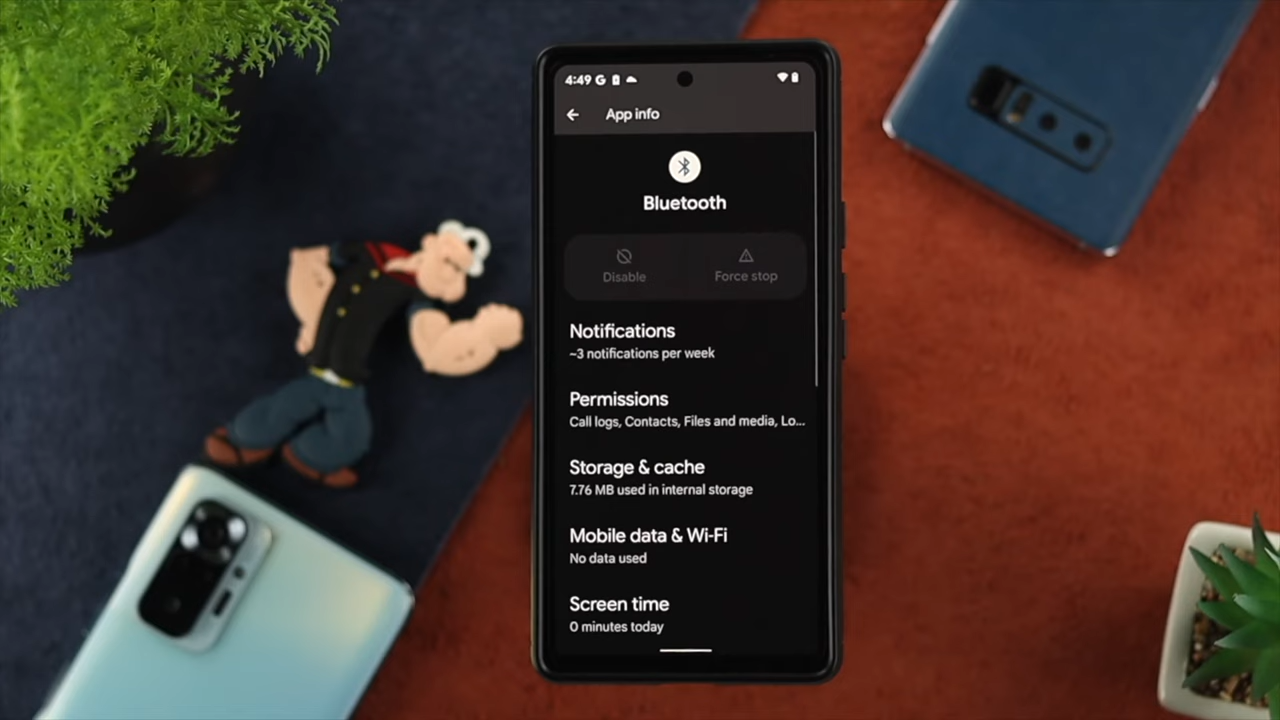 4:49 G
App info
Bluetooth
Disable
Force stop
Notifications
~3 notifications per week
Permissions
Call logs, Contacts, Files and media, Lo...
Storage & cache
7.76 MB used in internal storage
Mobile data & Wi-Fi
No data used
Screen time
0 minutes today